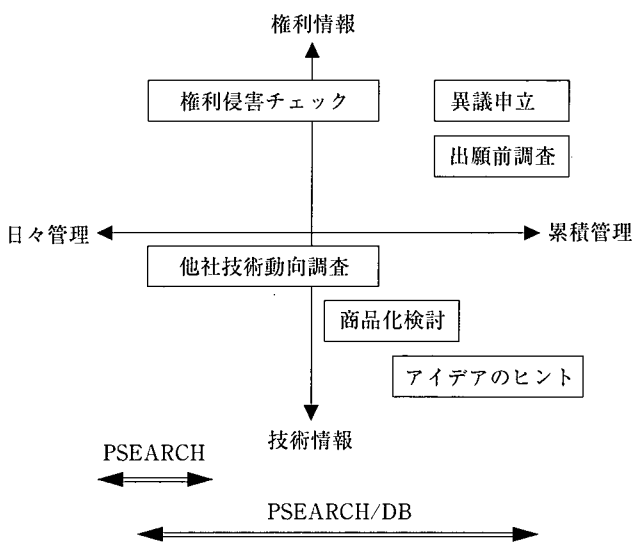 権利情報
権利侵害チェック
異議申立
出願前調査
日々管理
累積管理
他社技術動向調査
商品化検討
アイデアのヒント
技術情報
PSEARCH
PSEARCH/DB